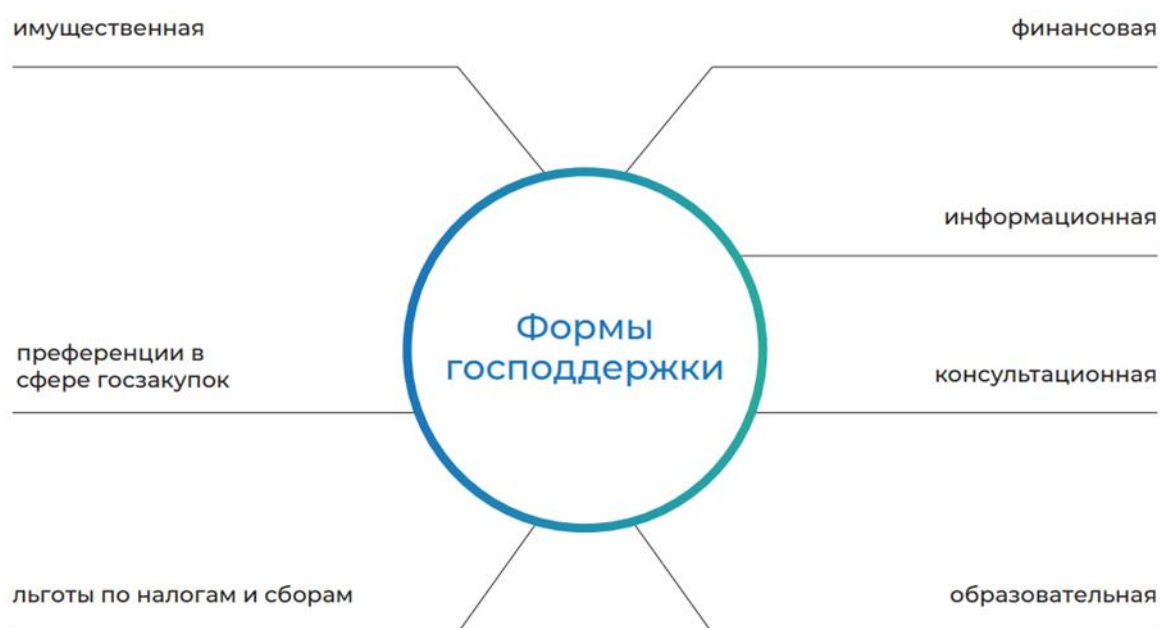 имущественная
финансовая
информационная
Формы
господдержки
преференции в
сфере госзакупок
консультационная
льготы по налогам и сборам
образовательная